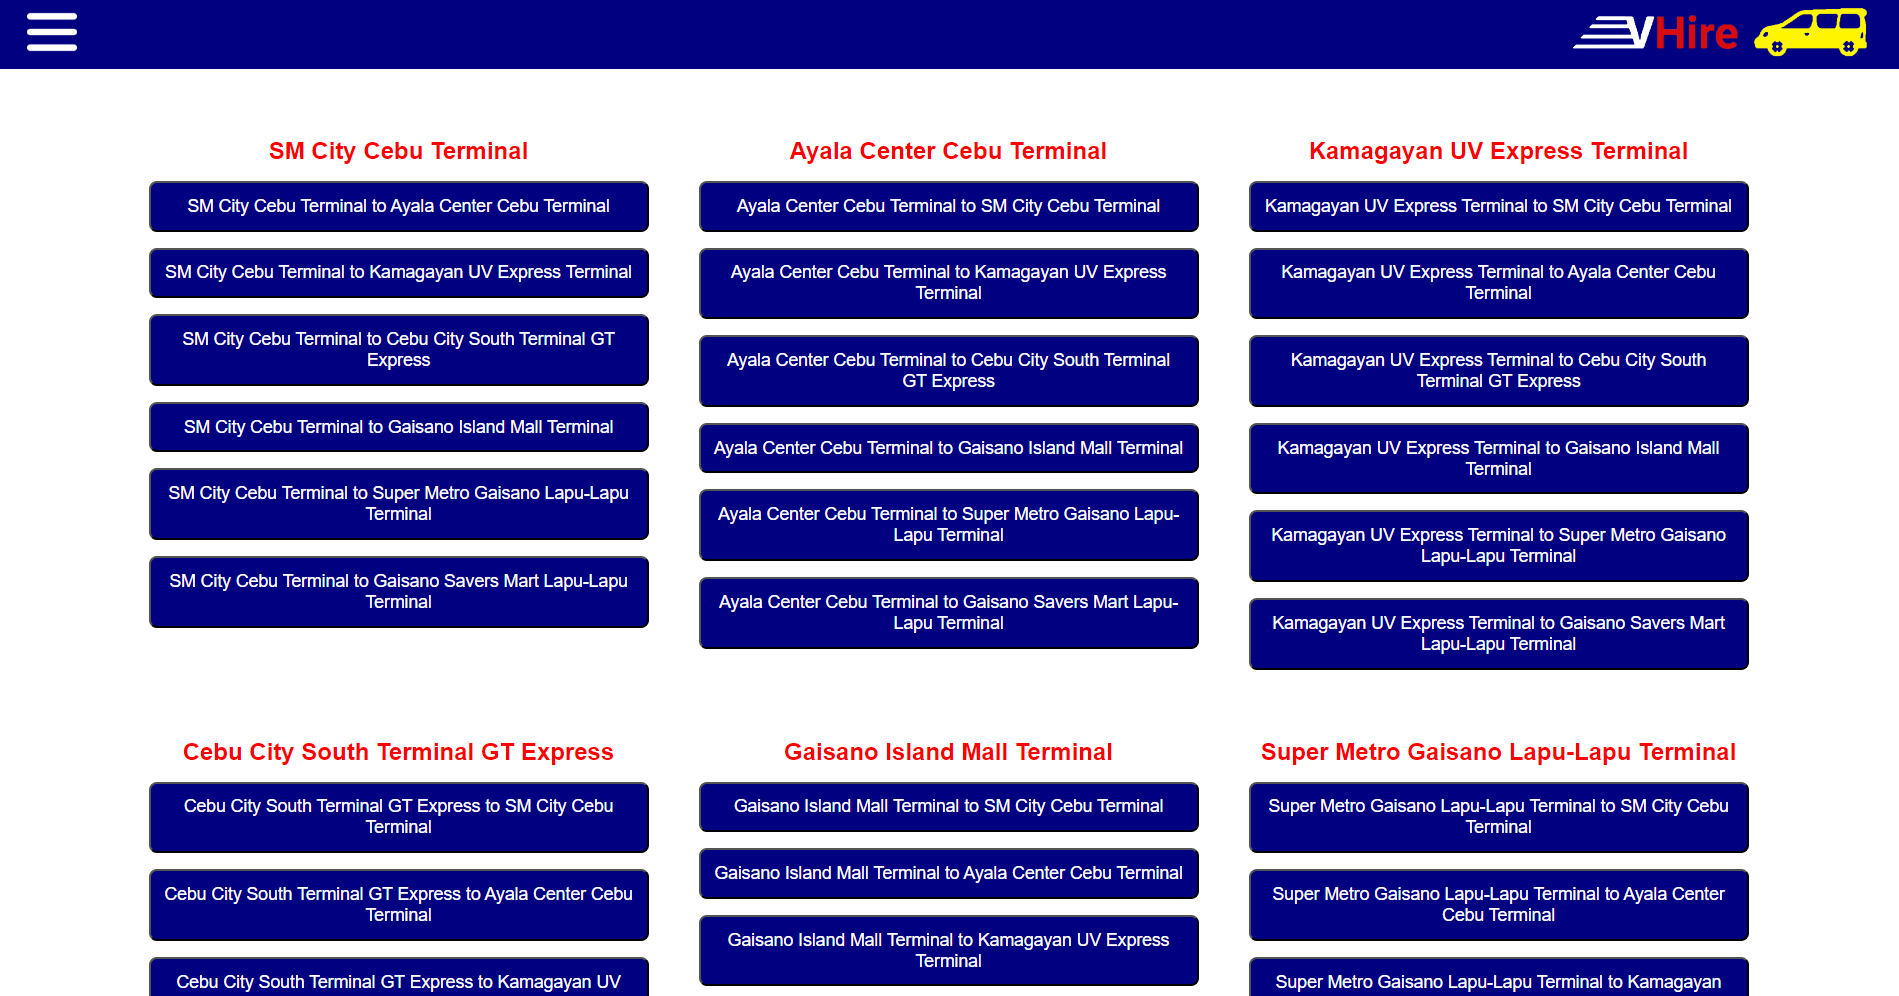 VHire
SM City Cebu Terminal
SM City Cebu Terminal to Ayala Center Cebu Terminal
SM City Cebu Terminal to Kamagayan UV Express Terminal
SM City Cebu Terminal to Cebu City South Terminal GT
Express
SM City Cebu Terminal to Gaisano Island Mall Terminal
SM City Cebu Terminal to Super Metro Gaisano Lapu-Lapu
Terminal
SM City Cebu Terminal to Gaisano Savers Mart Lapu-Lapu
Terminal
Ayala Center Cebu Terminal
Ayala Center Cebu Terminal to SM City Cebu Terminal
Ayala Center Cebu Terminal to Kamagayan UV Express
Terminal
Ayala Center Cebu Terminal to Cebu City South Terminal
GT Express
Ayala Center Cebu Terminal to Gaisano Island Mall Terminal
Ayala Center Cebu Terminal to Super Metro Gaisano Lapu-
Lapu Terminal
Ayala Center Cebu Terminal to Gaisano Savers Mart Lapu-
Lapu Terminal
Kamagayan UV Express Terminal
Kamagayan UV Express Terminal to SM City Cebu Terminal
Kamagayan UV Express Terminal to Ayala Center Cebu
Terminal
Kamagayan UV Express Terminal to Cebu City South
Terminal GT Express
Kamagayan UV Express Terminal to Gaisano Island Mall
Terminal
Kamagayan UV Express Terminal to Super Metro Gaisano
Lapu-Lapu Terminal
Kamagayan UV Express Terminal to Gaisano Savers Mart
Lapu-Lapu Terminal
Cebu City South Terminal GT Express
Cebu City South Terminal GT Express to SM City Cebu
Terminal
Cebu City South Terminal GT Express to Ayala Center Cebu
Terminal
Cebu City South Terminal GT Express to Kamagayan UV
Gaisano Island Mall Terminal
Gaisano Island Mall Terminal to SM City Cebu Terminal
Gaisano Island Mall Terminal to Ayala Center Cebu Terminal
Gaisano Island Mall Terminal to Kamagayan UV Express
Terminal
Super Metro Gaisano Lapu-Lapu Terminal
Super Metro Gaisano Lapu-Lapu Terminal to SM City Cebu
Terminal
Super Metro Gaisano Lapu-Lapu Terminal to Ayala Center
Cebu Terminal
Super Metro Gaisano Lapu-Lapu Terminal to Kamagayan